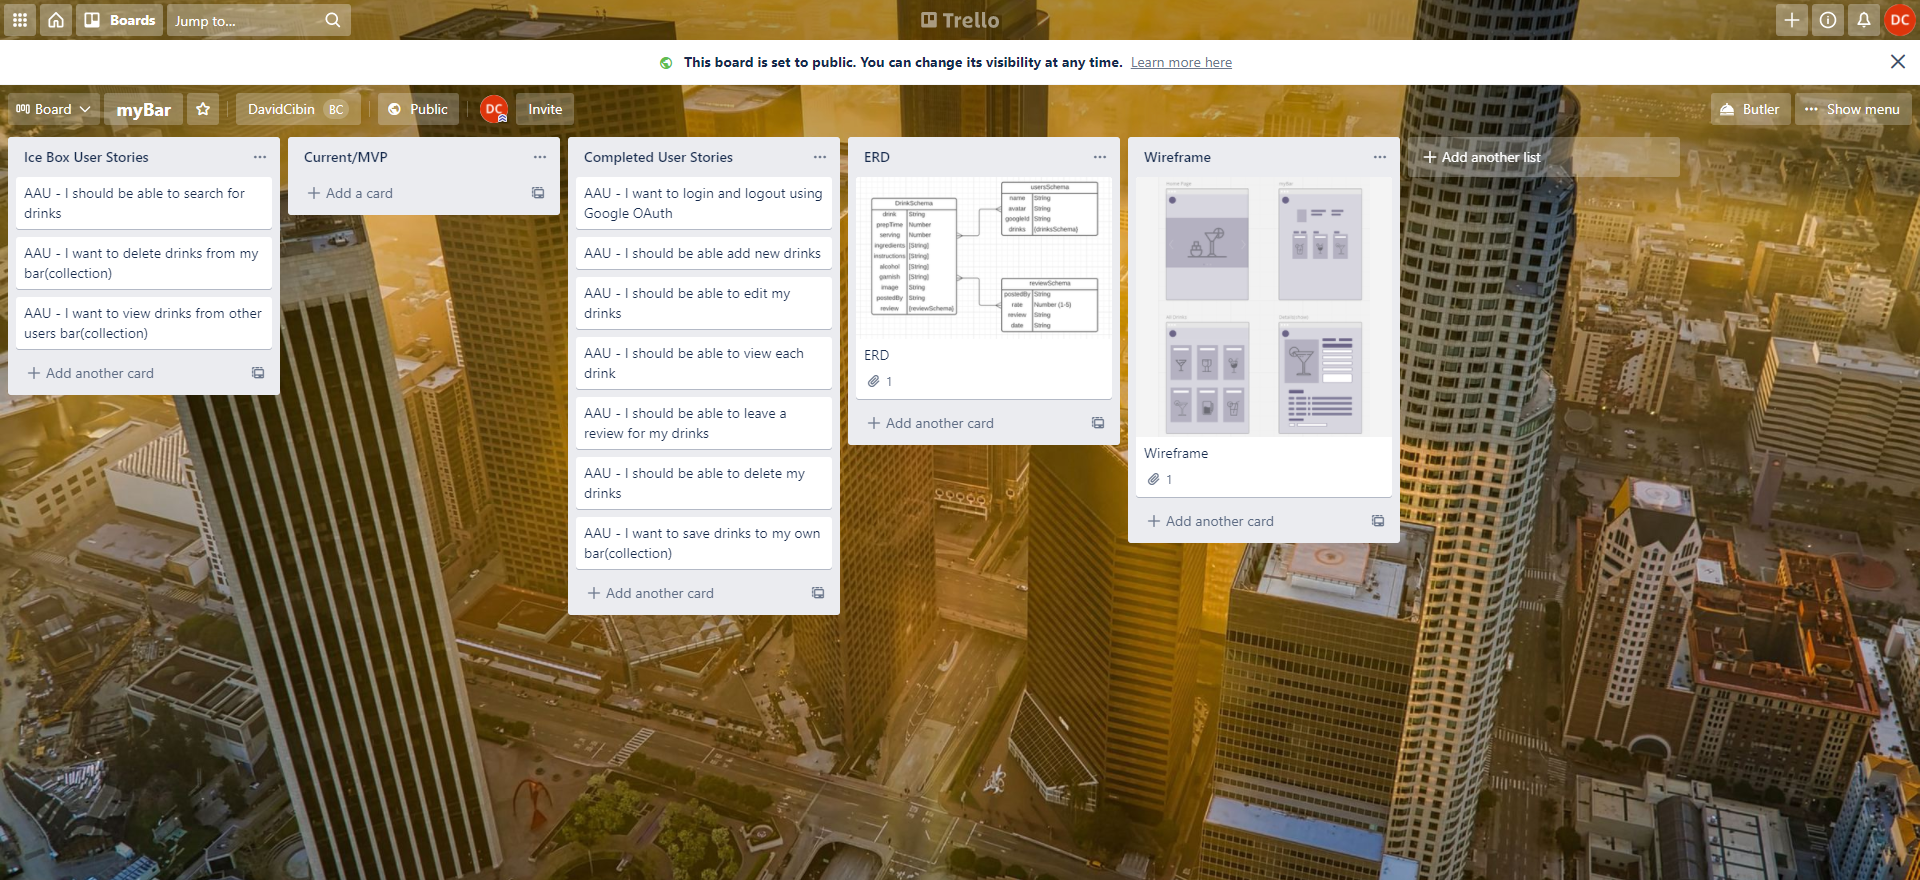 Boards
Jump to...
Trello
DC
This board is set to public. You can change its visibility at any time. Learn more here
Board
myBar
DavidCibin BC
Public
DC
Invite
Butler
Show menu
Ice Box User Stories
AAU - I should be able to search for
drinks
AAU - I want to delete drinks from my
bar(collection)
AAU - I want to view drinks from other
users bar(collection)
Add another card
Current/MVP
Add a card
Completed User Stories
AAU - I want to login and logout using
Google OAuth
AAU - I should be able add new drinks
AAU - I should be able to edit my
drinks
AAU - I should be able to view each
drink
AAU - I should be able to leave a
review for my drinks
AAU - I should be able to delete my
drinks
AAU - I want to save drinks to my own
bar(collection)
Add another card
ERD
DrinkSchema
drink String
prepTime Number
serving Number
ingredients [String]
instructions [String]
alcohol [String]
garnish [String]
image String
postedBy String
review {reviewSchema}
usersSchema
name String
avatar String
googleId String
drinks {drinksSchema}
reviewSchema
postedBy String
rate Number (1-5)
review String
date String
ERD
1
Add another card
Wireframe
Home Page
myBar
Wireframe
1
Add another card
Add another list